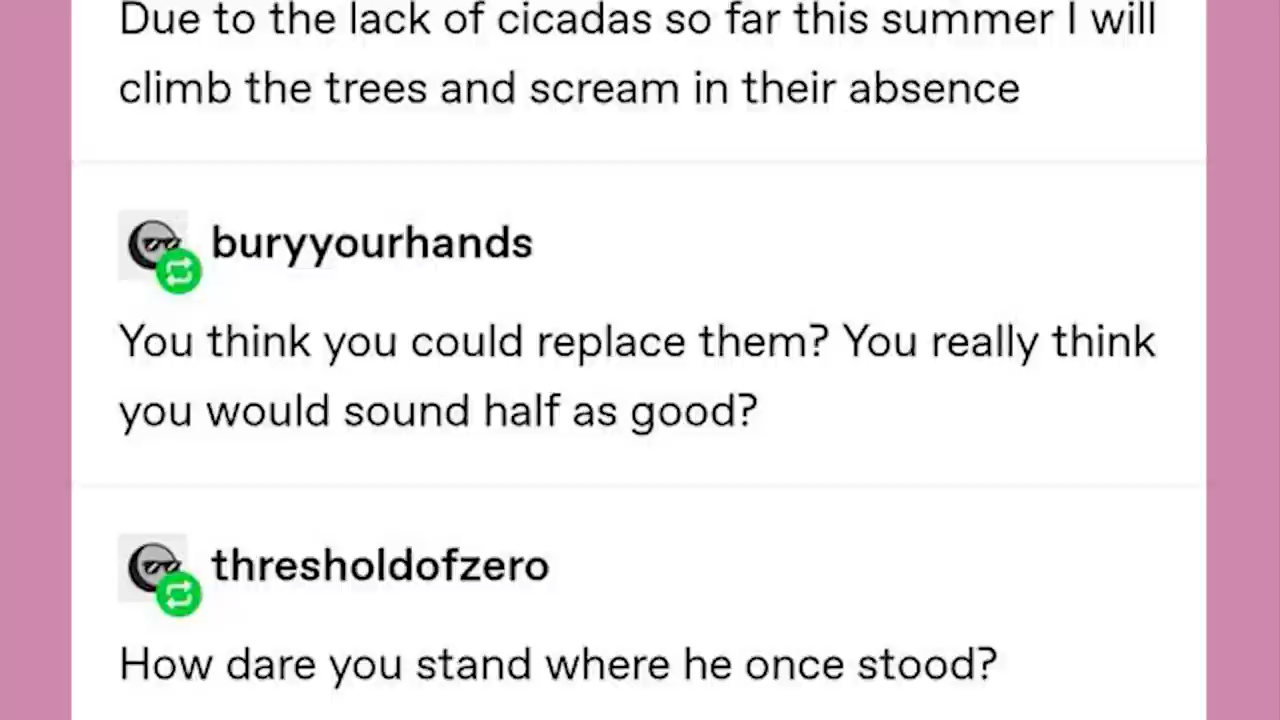 Due to the lack of cicadas so far this summer I will
climb the trees and scream in their absence
buryyourhands
You think you could replace them? You really think
you would sound half as good?
thresholdofzero
How dare you stand where he once stood?